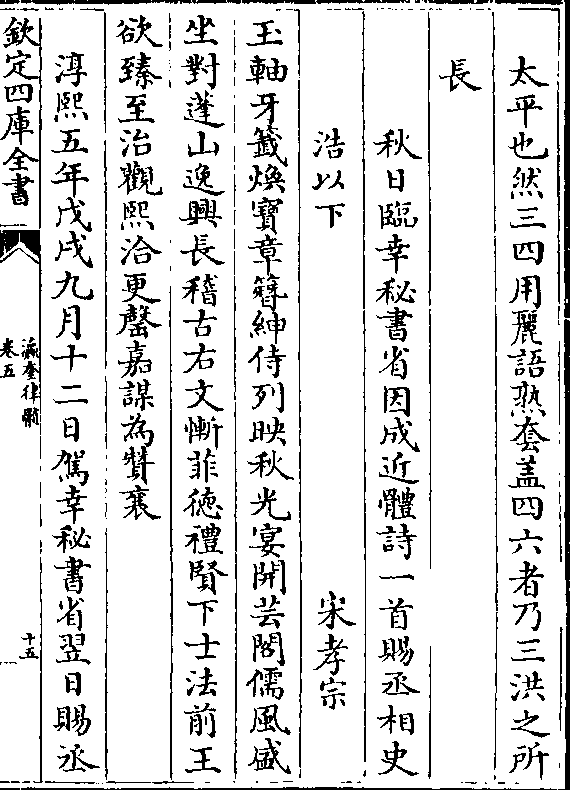 太平也然三四用麗語熟套蓋四六者乃三洪之所
長
秋日臨幸秘書省因成近體詩一首賜丞相史
浩以下
宋孝宗
玉軸牙籤煥寳章簪紳侍列映秋光宴開芸閣儒風盛
坐對蓬山逸興長稽古右文慚菲徳禮賢下士法前王
欲臻至治觀熙洽更罄嘉謀為贊襄
淳熙五年戊戌九月十二日駕幸秘書省翌日賜丞
欽定四庫全書
瀛奎律髓
卷五
十五